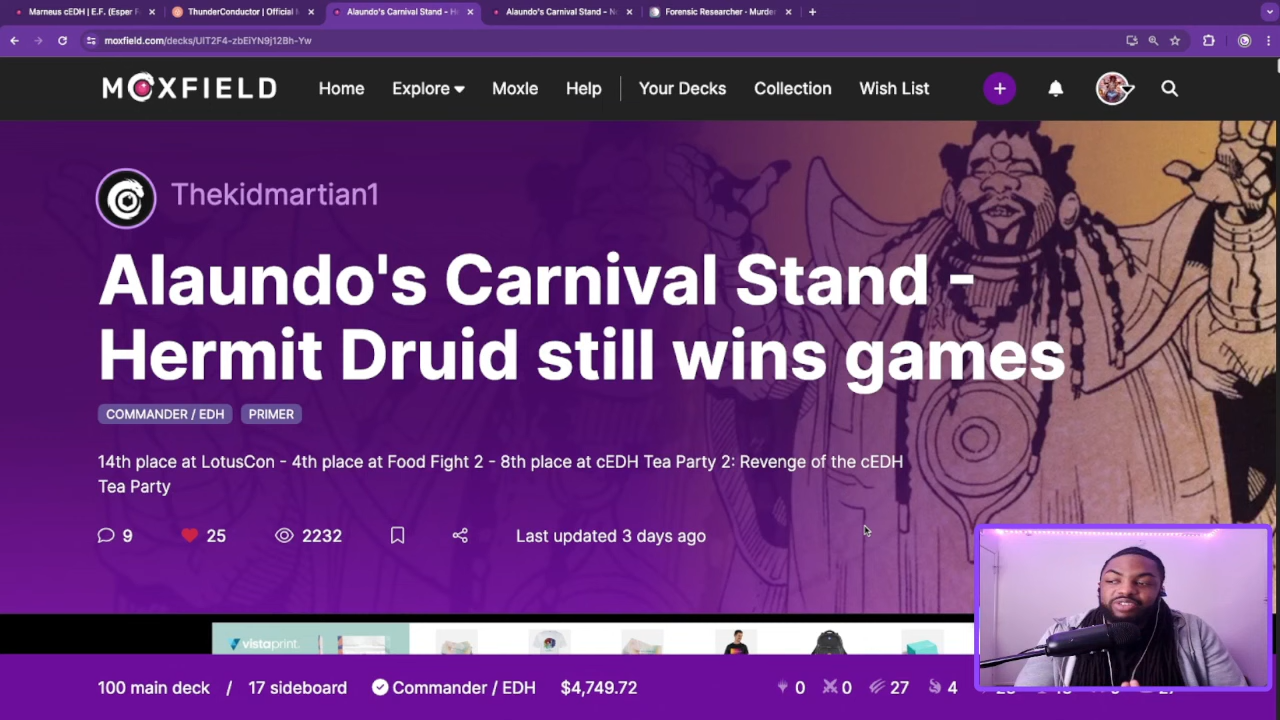 Marneus cEDH | E.F. (Esper F
ThunderConductor | Official
Alaundo's Carnival Stand - H
Alaundo's Carnival Stand - N
Forensic Researcher - Murder
moxfield.com/decks/UIT2F4-zbEiYN9j12Bh-Yw
MOXFIELD
Home
Explore
Moxle
Help
Your Decks
Collection
Wish List
Thekidmartian1
Alaundo's Carnival Stand -
Hermit Druid still wins games
COMMANDER / EDH
PRIMER
14th place at LotusCon - 4th place at Food Fight 2 - 8th place at cEDH Tea Party 2: Revenge of the cEDH
Tea Party
9
25
2232
Last updated 3 days ago
vistaprint.
100 main deck / 17 sideboard
Commander / EDH
$4,749.72
0
0
27
4